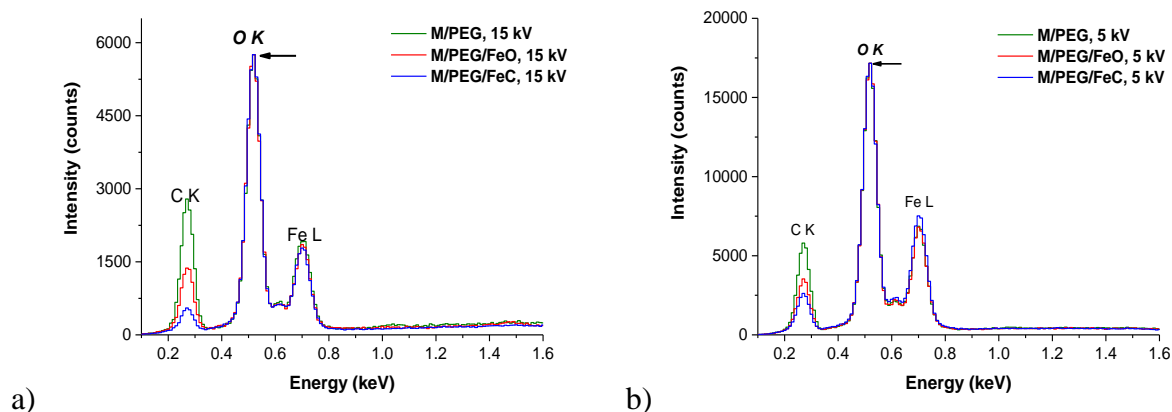 6000
4500
3000
1500
0
Intensity (counts)
O K
C K
Fe L
M/PEG, 15 kV
M/PEG/FeO, 15 kV
M/PEG/FeC, 15 kV
0.2 0.4 0.6 0.8 1.0 1.2 1.4 1.6
Energy (keV)
a)
20000
15000
10000
5000
0
Intensity (counts)
O K
C K
Fe L
M/PEG, 5 kV
M/PEG/FeO, 5 kV
M/PEG/FeC, 5 kV
0.2 0.4 0.6 0.8 1.0 1.2 1.4 1.6
Energy (keV)
b)